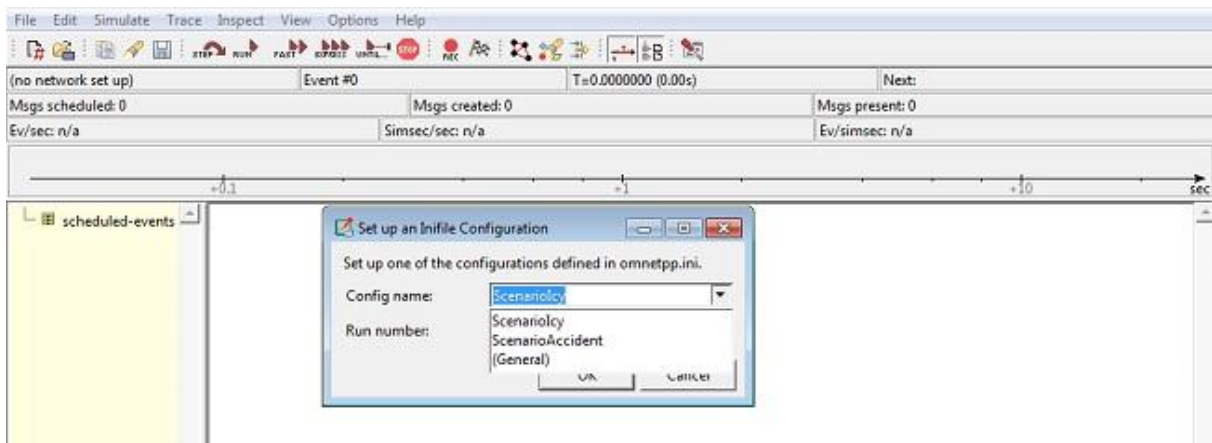 File Edit Simulate Trace Inspect View Options Help
STEP RUN FAST EXPRESS UNTIL... STOP REC
(no network set up) Event #0 T=0.0000000 (0.00s) Next:
Msgs scheduled: 0 Msgs created: 0 Msgs present: 0
Ev/sec: n/a Simsec/sec: n/a Ev/simsec: n/a
+0.1 +1 +10 sec
scheduled-events
Set up an Inifile Configuration
Set up one of the configurations defined in omnetpp.ini.
Config name: ScenarioIcy
ScenarioIcy
Run number: ScenarioAccident
(General)
OK Cancel